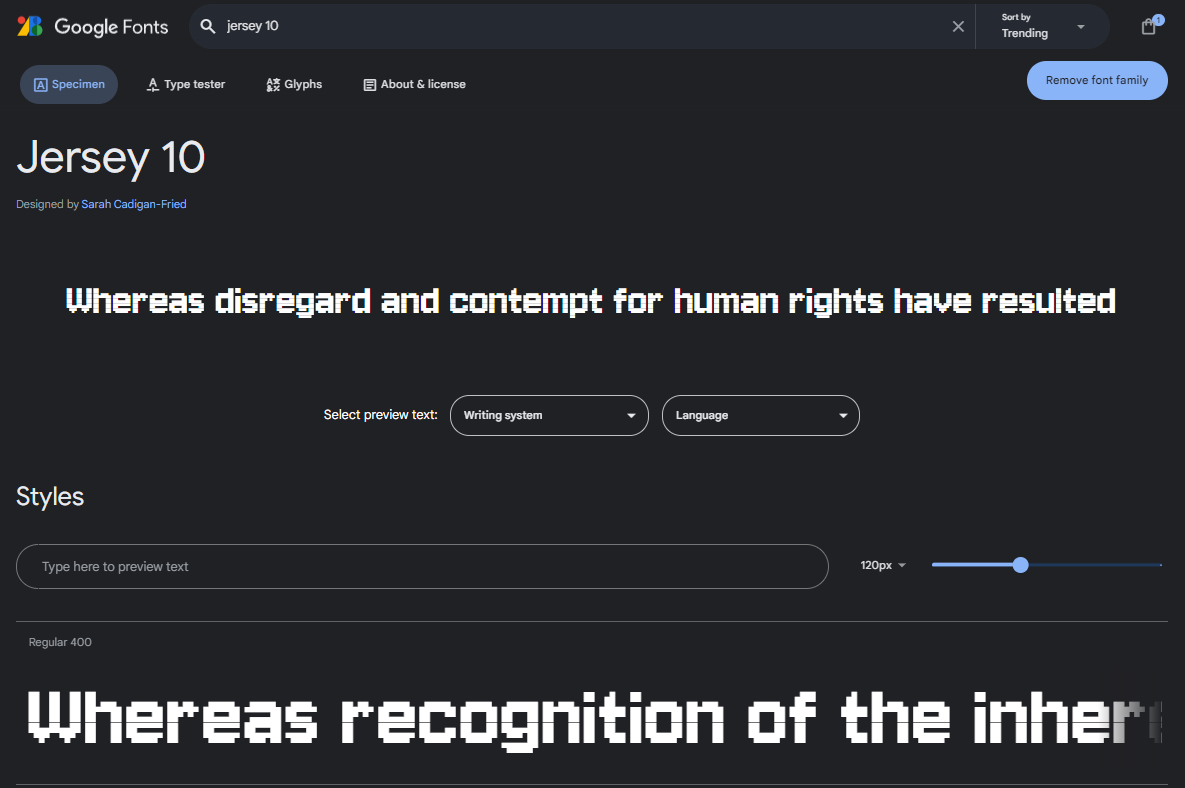 Google Fonts
jersey 10
Sort by
Trending
1
Specimen
Type tester
Glyphs
About & license
Remove font family
Jersey 10
Designed by Sarah Cadigan-Fried
Whereas disregard and contempt for human rights have resulted
Select preview text:
Writing system
Language
Styles
Type here to preview text
120px
Regular 400
Whereas recognition of the inher